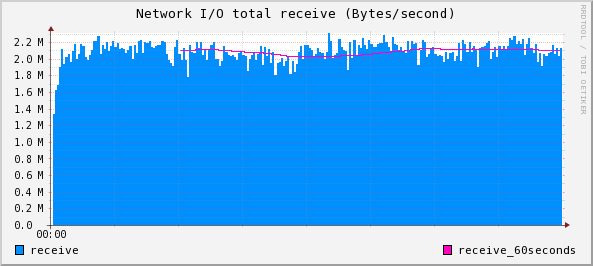 Network I/O total receive (Bytes/second)
2.2 M
2.0 M
1.8 M
1.6 M
1.4 M
1.2 M
1.0 M
0.8 M
0.6 M
0.4 M
0.2 M
0.0
00:00
receive
receive_60seconds
RRDTOOL / TOBI OETIKER